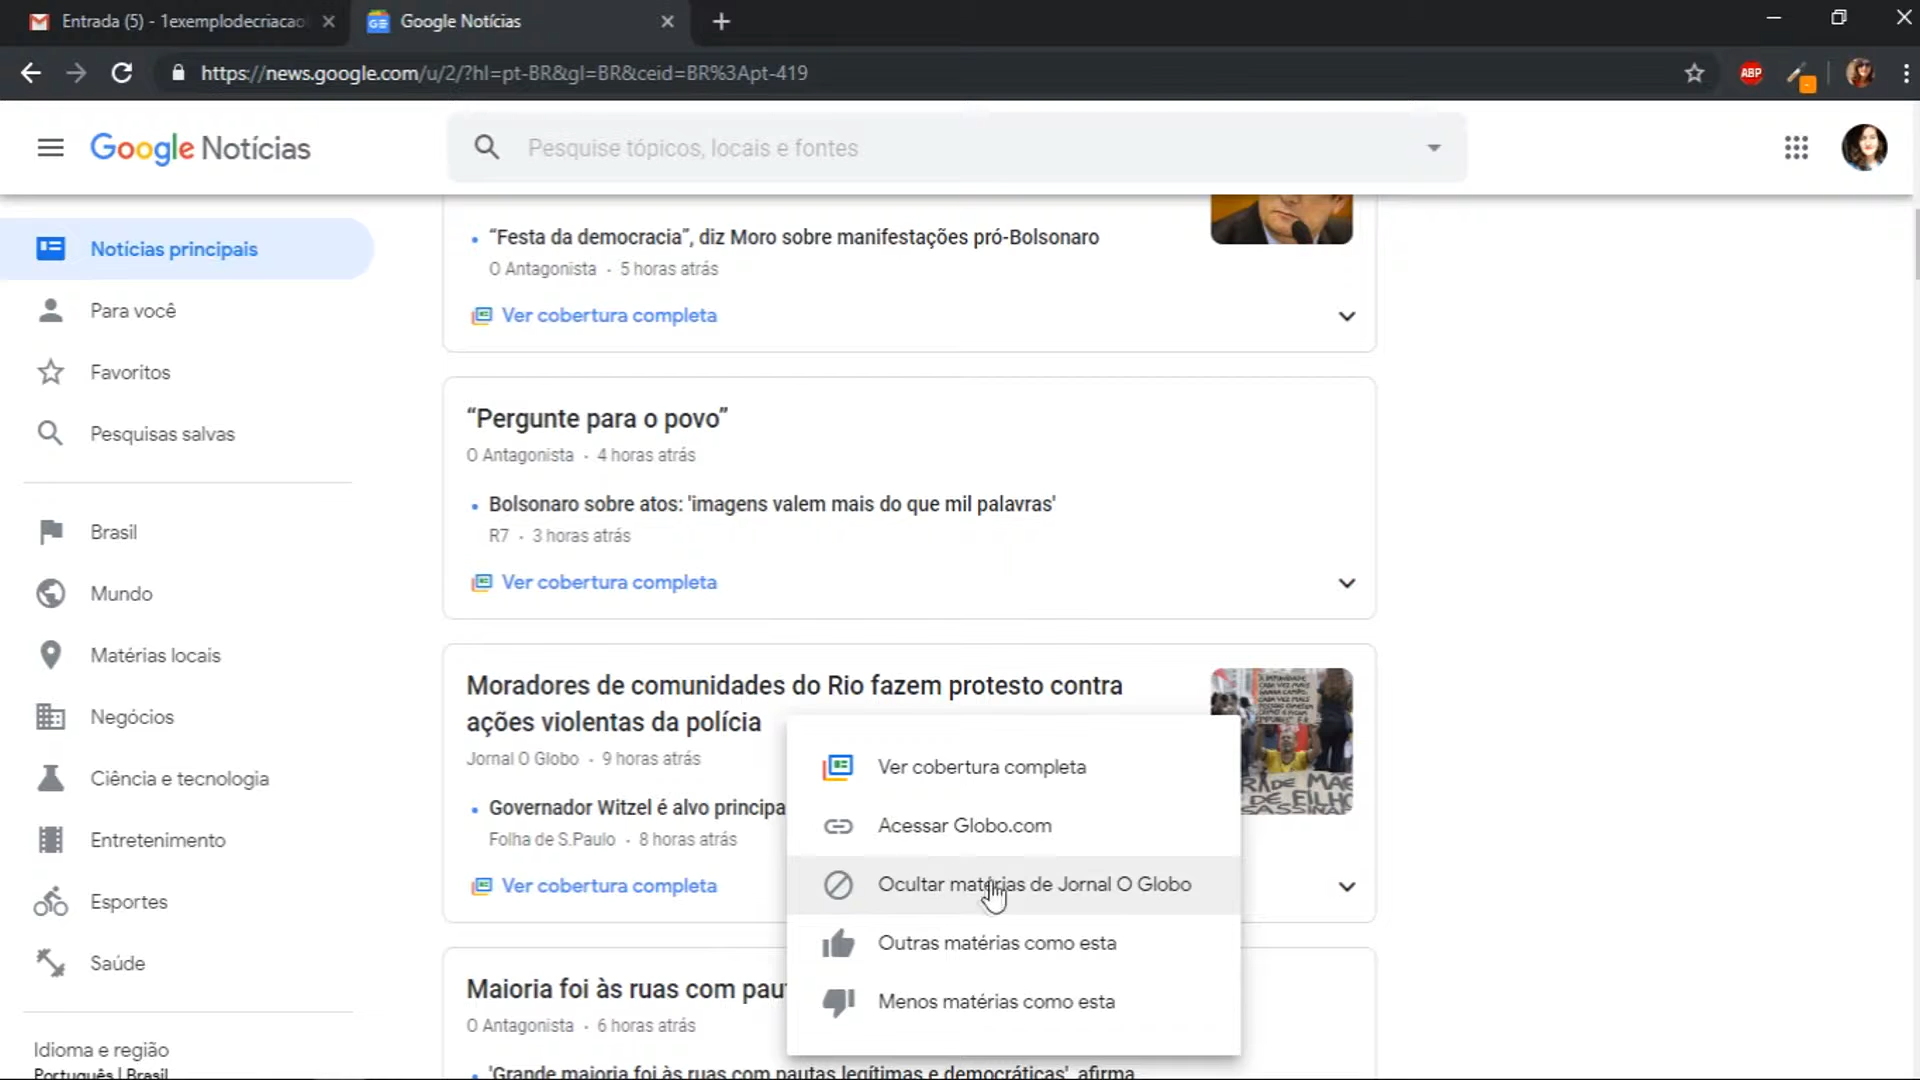 Entrada (5) - 1exemplodecriacao
Google Notícias
https://news.google.com/u/2/?hl=pt-BR&gl=BR&ceid=BR%3Apt-419
ABP
Google Notícias
Pesquise tópicos, locais e fontes
Notícias principais
Para você
Favoritos
Pesquisas salvas
Brasil
Mundo
Matérias locais
Negócios
Ciência e tecnologia
Entretenimento
Esportes
Saúde
Idioma e região
Português | Brasil
“Festa da democracia”, diz Moro sobre manifestações pró-Bolsonaro
O Antagonista · 5 horas atrás
Ver cobertura completa
“Pergunte para o povo”
O Antagonista · 4 horas atrás
Bolsonaro sobre atos: 'imagens valem mais do que mil palavras'
R7 · 3 horas atrás
Ver cobertura completa
Moradores de comunidades do Rio fazem protesto contra
ações violentas da polícia
Jornal O Globo · 9 horas atrás
Governador Witzel é alvo principa
Folha de S.Paulo · 8 horas atrás
Ver cobertura completa
Maioria foi às ruas com pau
O Antagonista · 6 horas atrás
'Grande maioria foi às ruas com pautas legítimas e democráticas', afirma
Ver cobertura completa
Acessar Globo.com
Ocultar matérias de Jornal O Globo
Outras matérias como esta
Menos matérias como esta